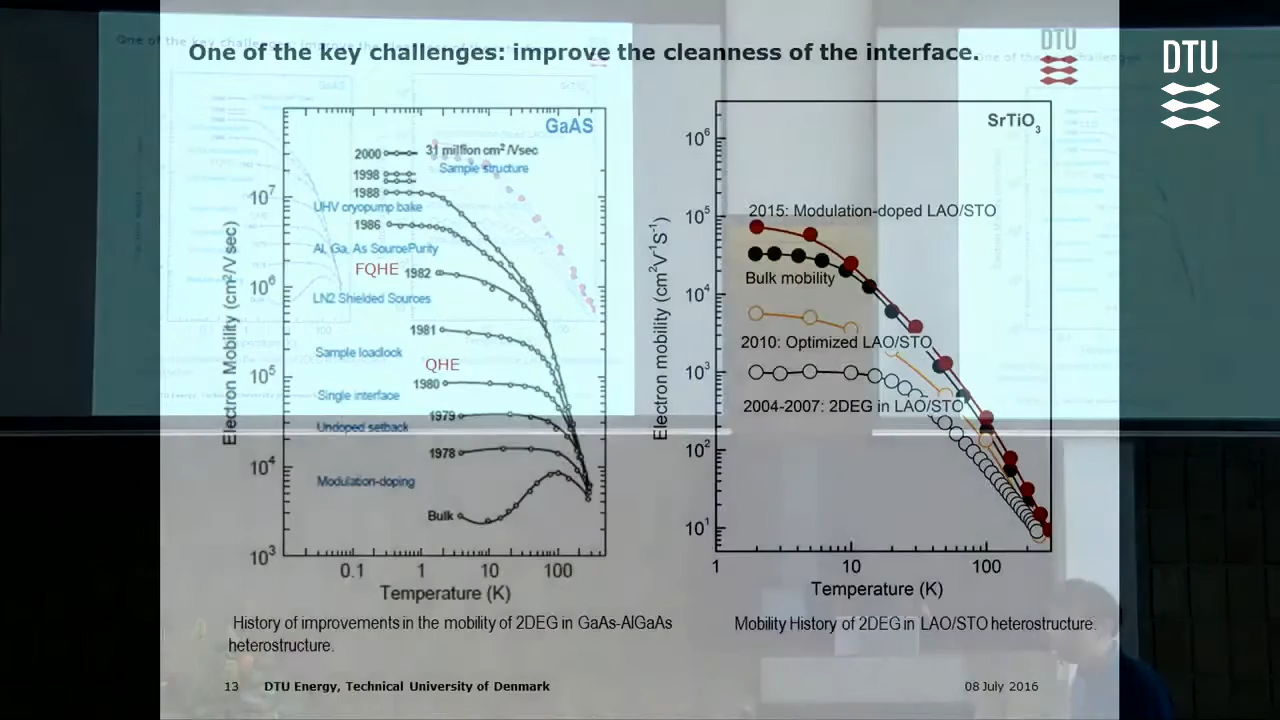 One of the key challenges: improve the cleanness of the interface.
DTU
DTU
GaAS
31 million cm²/Vsec
Sample structure
2000
1998
1988
UHV cryopump bake
1986
Al, Ga, As SourcePurity
FQHE
1982
LN2 Shielded Sources
1981
Sample loadlock
QHE
1980
Single interface
1979
Undoped setback
1978
Modulation-doping
Bulk
10⁷
10⁶
10⁵
10⁴
10³
Electron Mobility (cm²/V sec)
0.1 1 10 100
Temperature (K)
History of improvements in the mobility of 2DEG in GaAs-AlGaAs
heterostructure.
SrTiO₃
2015: Modulation-doped LAO/STO
Bulk mobility
2010: Optimized LAO/STO
2004-2007: 2DEG in LAO/STO
10⁶
10⁵
10⁴
10³
10²
10¹
Electron mobility (cm²V⁻¹S⁻¹)
1 10 100
Temperature (K)
Mobility History of 2DEG in LAO/STO heterostructure.
13 DTU Energy, Technical University of Denmark
08 July 2016